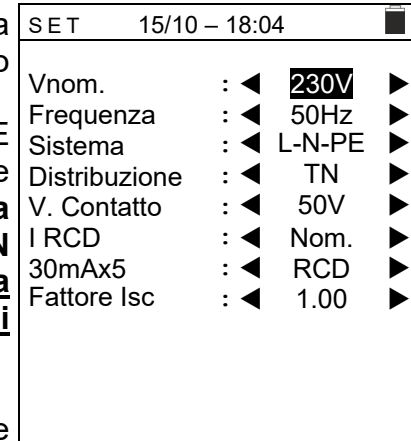 a
o
E
e
a
N
a
i
e
SET 15/10 – 18:04
Vnom. : ◀ 230V ▶
Frequenza : ◀ 50Hz ▶
Sistema : ◀ L-N-PE ▶
Distribuzione : ◀ TN ▶
V. Contatto : ◀ 50V ▶
I RCD : ◀ Nom. ▶
30mAx5 : ◀ RCD ▶
Fattore Isc : ◀ 1.00 ▶